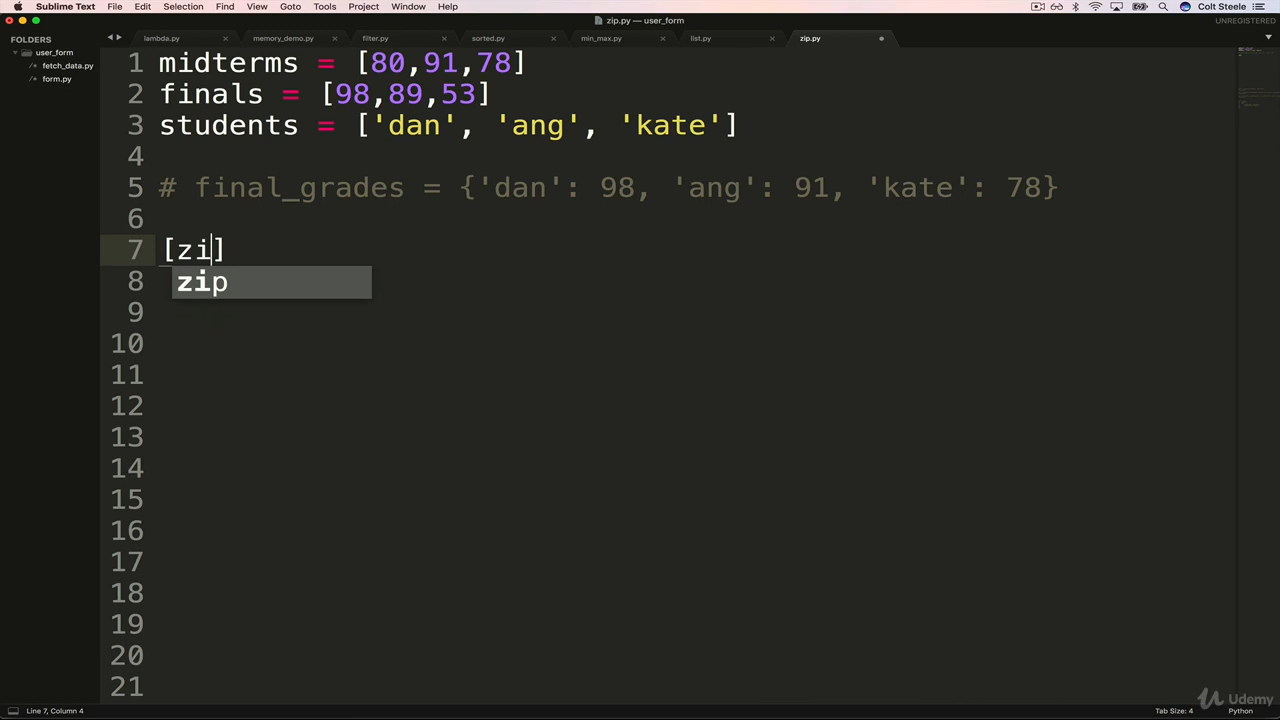 Sublime Text File Edit Selection Find View Goto Tools Project Window Help Colt Steele
zip.py — user_form UNREGISTERED
FOLDERS
user_form
fetch_data.py
form.py
lambda.py memory_demo.py filter.py sorted.py min_max.py list.py zip.py
1 midterms = [80,91,78]
2 finals = [98,89,53]
3 students = ['dan', 'ang', 'kate']
4
5 # final_grades = {'dan': 98, 'ang': 91, 'kate': 78}
6
7 [zi]
8 zip
9
10
11
12
13
14
15
16
17
18
19
20
21
Line 7, Column 4 Tab Size: 4 Python
Udemy